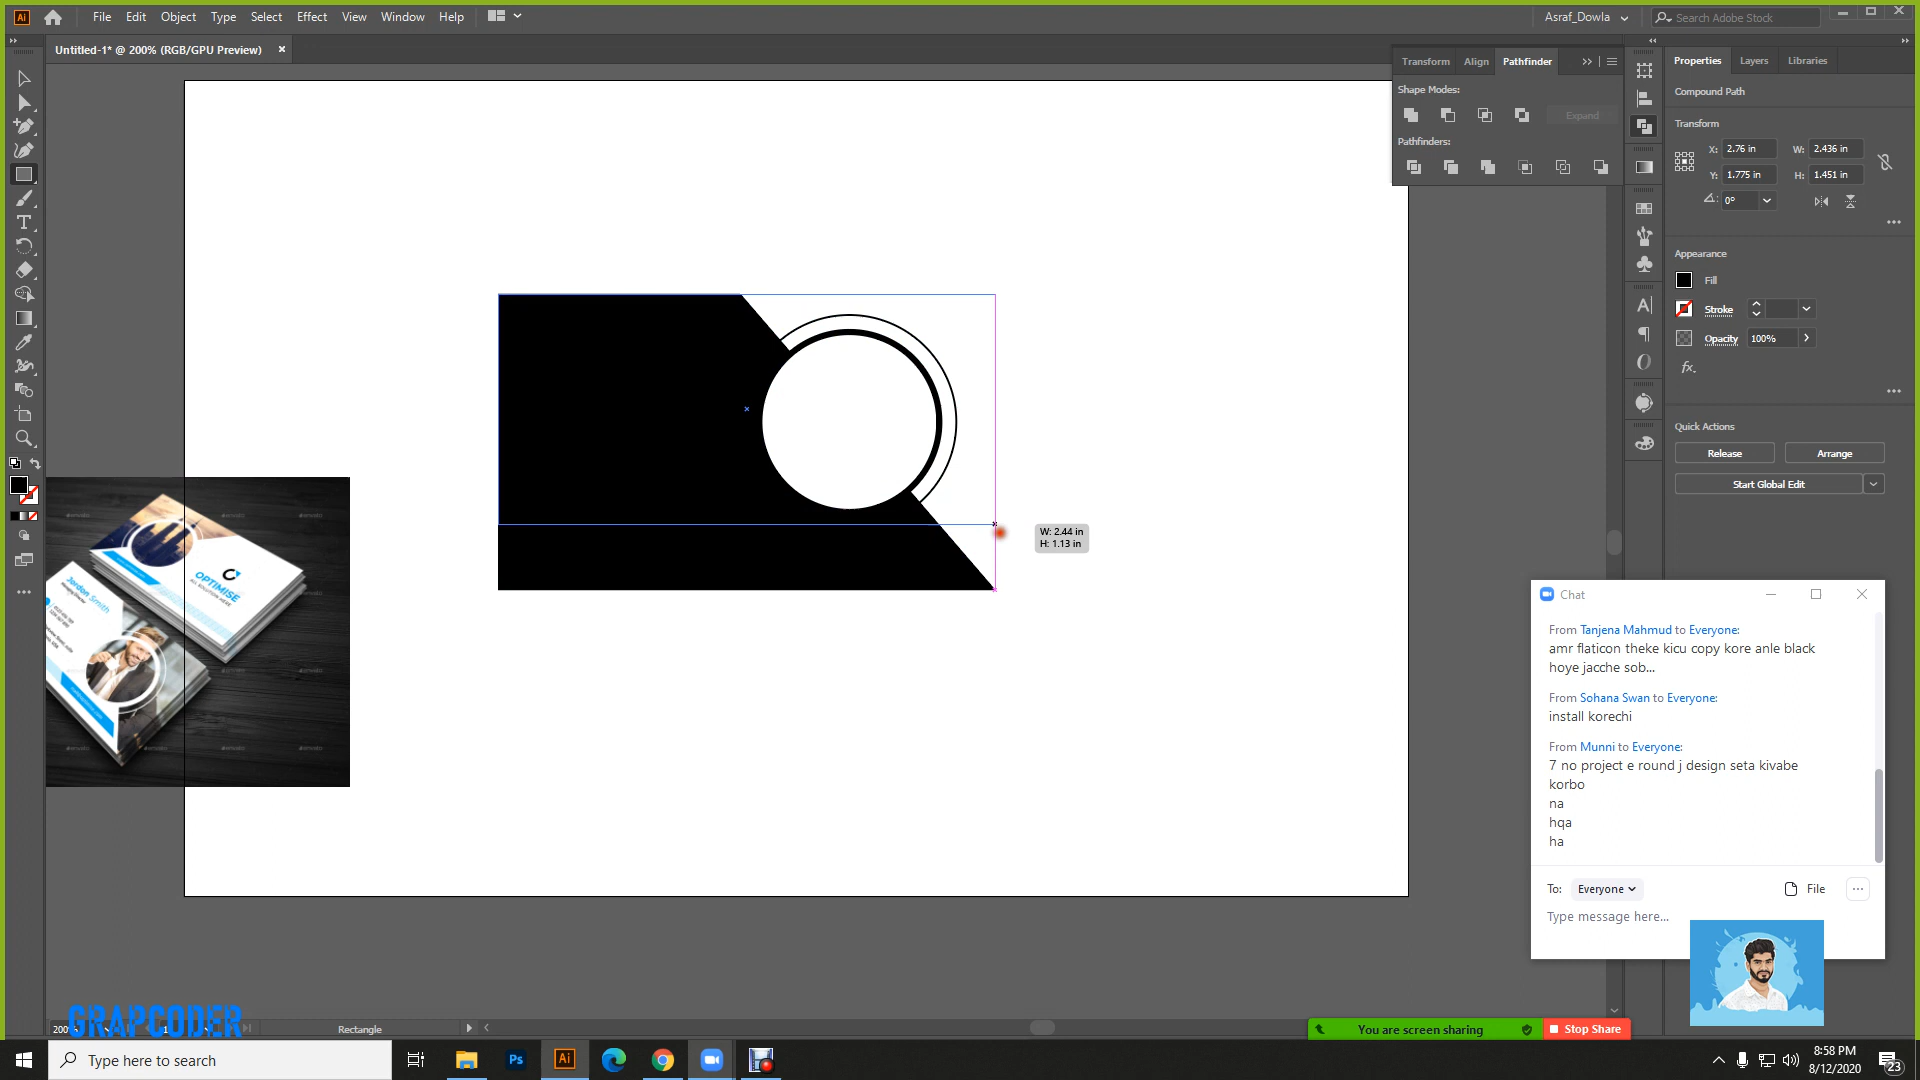 File Edit Object Type Select Effect View Window Help
Asraf_Dowla
Search Adobe Stock
Untitled-1* @ 200% (RGB/GPU Preview)
Transform Align Pathfinder
Shape Modes:
Expand
Pathfinders:
Properties Layers Libraries
Compound Path
Transform
X: 2.76 in W: 2.436 in
Y: 1.775 in H: 1.451 in
0°
Appearance
Fill
Stroke
Opacity 100%
fx.
Quick Actions
Release Arrange
Start Global Edit
W: 2.44 in
H: 1.13 in
OPTIMISE
Jordon Smith
Chat
From Tanjena Mahmud to Everyone:
amr flaticon theke kicu copy kore anle black
hoye jacche sob...
From Sohana Swan to Everyone:
install korechi
From Munni to Everyone:
7 no project e round j design seta kivabe
korbo
na
hqa
ha
To: Everyone File
Type message here...
GRAPCODER
200%
Rectangle
You are screen sharing Stop Share
Type here to search
Ps Ai
8:58 PM
8/12/2020
23